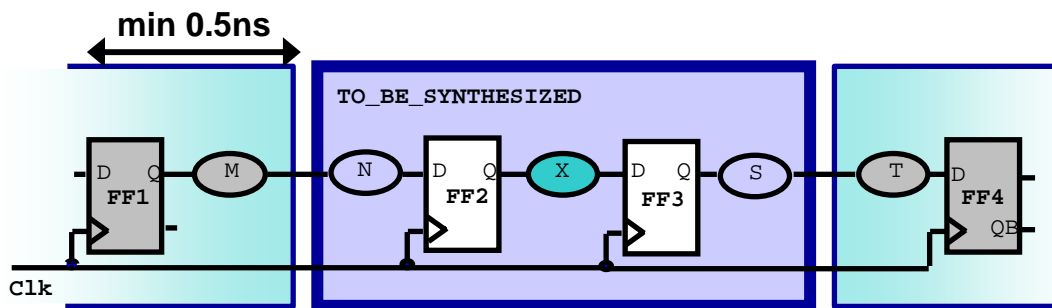 min 0.5ns
TO_BE_SYNTHESIZED
D Q M N D Q X D Q S T D
FF1 FF2 FF3 FF4
QB
Clk